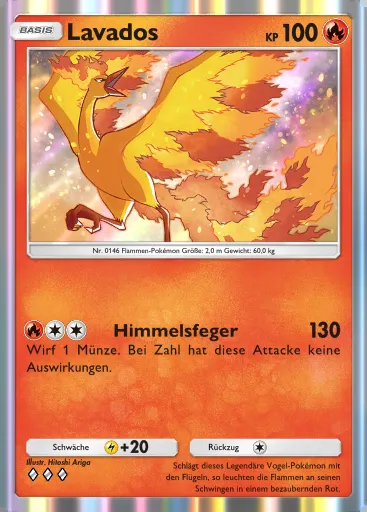 BASIS
Lavados
KP 100
Nr. 0146 Flammen-Pokémon Größe: 2,0 m Gewicht: 60,0 kg
Himmelsfeger 130
Wirf 1 Münze. Bei Zahl hat diese Attacke keine
Auswirkungen.
Schwäche +20 Rückzug
Illustr. Hitoshi Ariga
Schlägt dieses Legendäre Vogel-Pokémon mit
den Flügeln, so leuchten die Flammen an seinen
Schwingen in einem bezaubernden Rot.